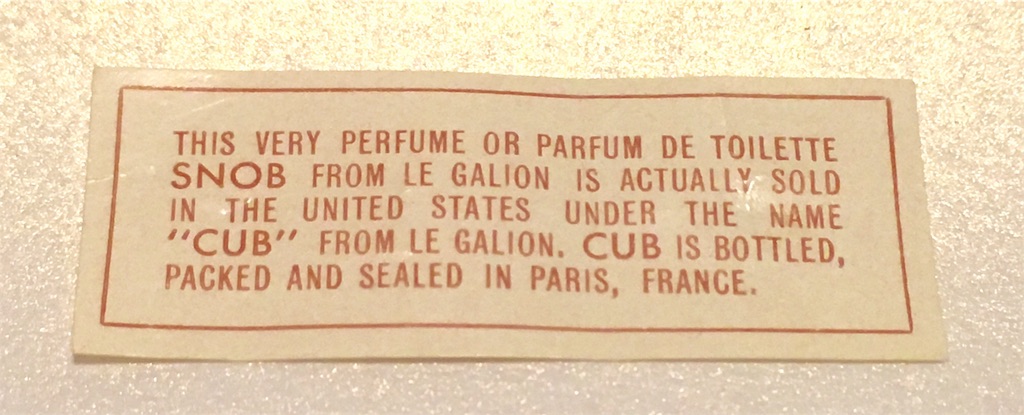 THIS VERY PERFUME OR PARFUM DE TOILETTE
SNOB FROM LE GALION IS ACTUALLY SOLD
IN THE UNITED STATES UNDER THE NAME
"CUB" FROM LE GALION. CUB IS BOTTLED,
PACKED AND SEALED IN PARIS, FRANCE.